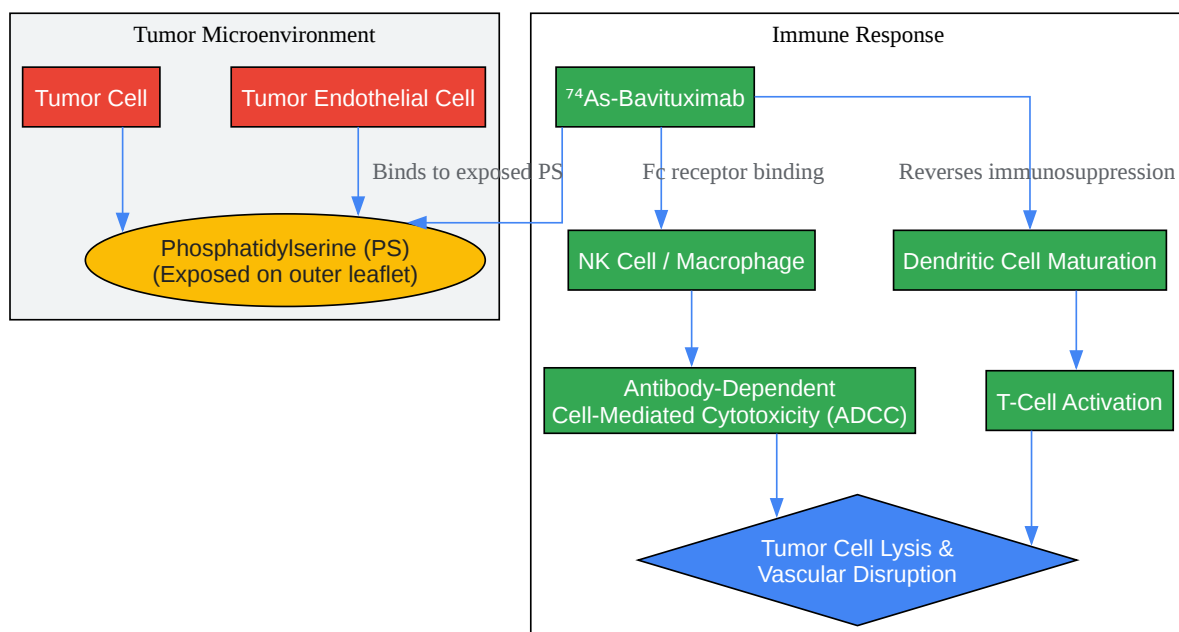 Tumor Microenvironment
Immune Response
Tumor Cell
Tumor Endothelial Cell
⁷⁴As-Bavituximab
Binds to exposed PS
Fc receptor binding
Reverses immunosuppression
Phosphatidylserine (PS)
(Exposed on outer leaflet)
NK Cell / Macrophage
Dendritic Cell Maturation
Antibody-Dependent
Cell-Mediated Cytotoxicity (ADCC)
T-Cell Activation
Tumor Cell Lysis &
Vascular Disruption